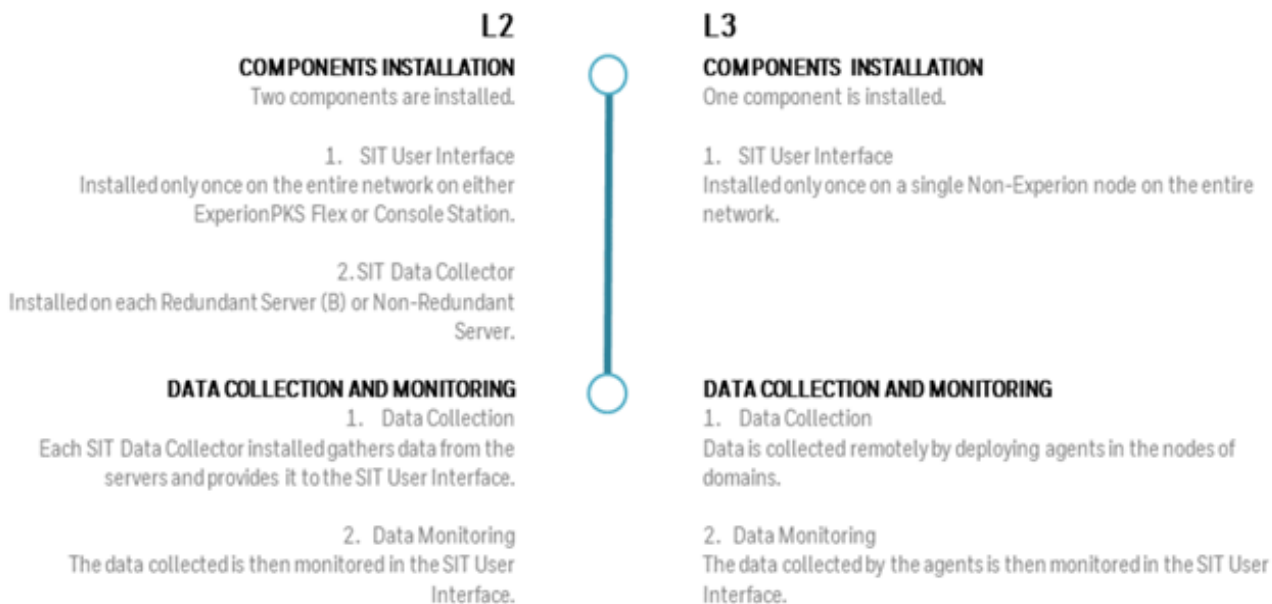 L2
COMPONENTS INSTALLATION
Two components are installed.
1. SIT User Interface
Installed only once on the entire network on either
ExperionPKS Flex or Console Station.
2. SIT Data Collector
Installed on each Redundant Server (B) or Non-Redundant
Server.
DATA COLLECTION AND MONITORING
1. Data Collection
Each SIT Data Collector installed gathers data from the
servers and provides it to the SIT User Interface.
2. Data Monitoring
The data collected is then monitored in the SIT User
Interface.
L3
COMPONENTS INSTALLATION
One component is installed.
1. SIT User Interface
Installed only once on a single Non-Experion node on the entire
network.
DATA COLLECTION AND MONITORING
1. Data Collection
Data is collected remotely by deploying agents in the nodes of
domains.
2. Data Monitoring
The data collected by the agents is then monitored in the SIT User
Interface.